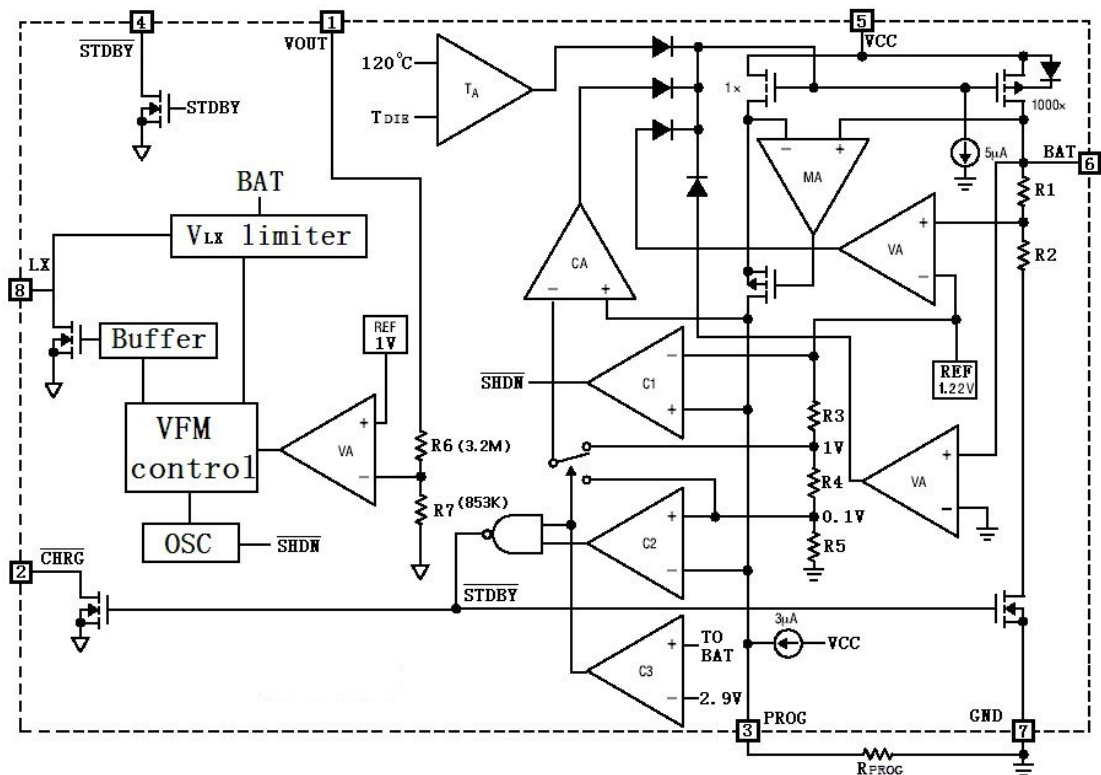 4
STDBY
1
VOUT
5
VCC
120°C
TA
TDIE
1×
1000×
STDBY
5μA
BAT
6
MA
R1
BAT
VLX limiter
VA
R2
LX
8
CA
Buffer
REF
1V
SHDN
C1
REF
1.22V
R3
VFM
control
VA
R6 (3.2M)
1V
R4
VA
R7 (853K)
0.1V
OSC
SHDN
C2
R5
CHRG
2
STDBY
3μA
VCC
TO
BAT
C3
2.9V
3
PROG
GND
7
RPROG
+
−